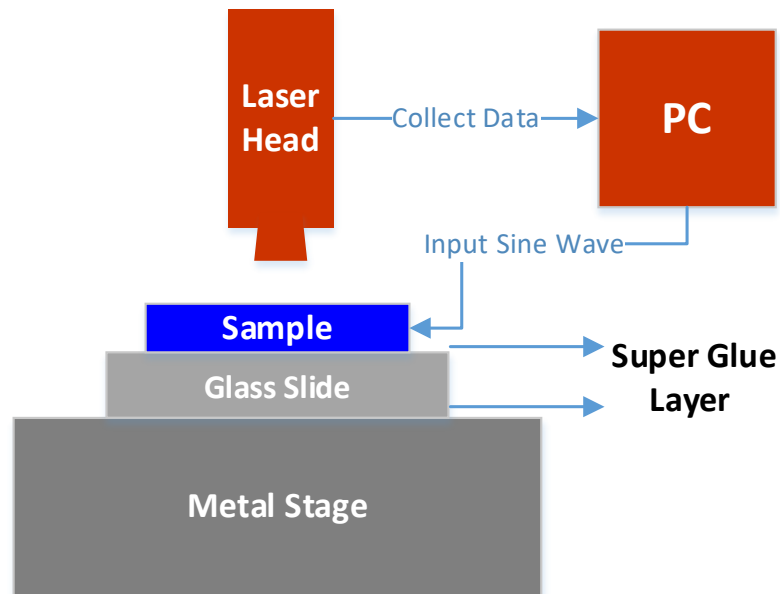 Laser
Head
Collect Data
PC
Input Sine Wave
Sample
Super Glue
Layer
Glass Slide
Metal Stage